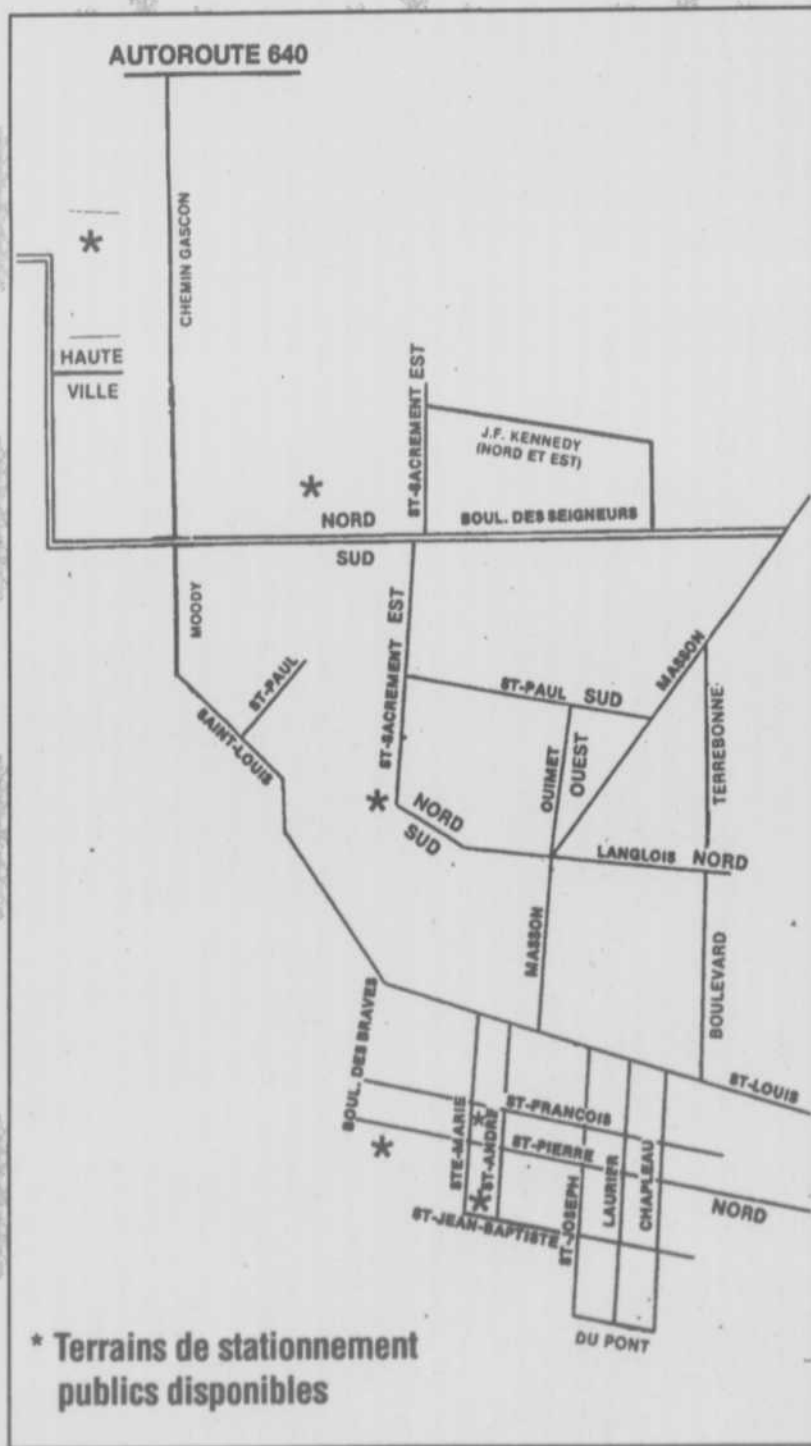 AUTOROUTE 640
CHEMIN GASCON
*
HAUTE
VILLE
ST-SACREMENT EST
J.F. KENNEDY
(NORD ET EST)
*
NORD
BOUL. DES SEIGNEURS
SUD
MOODY
ST-PAUL
SAINT-LOUIS
ST-SACREMENT EST
ST-PAUL SUD
MASSON
TERREBONNE
OUIMET
OUEST
*
NORD
SUD
LANGLOIS NORD
MASSON
BOULEVARD
BOUL. DES BRAVES
ST-LOUIS
STE-MARIE
*
ST-ANDRÉ
ST-FRANCOIS
*
ST-PIERRE
NORD
*
ST-JEAN-BAPTISTE
ST-JOSEPH
LAURIER
CHAPLEAU
DU PONT
* Terrains de stationnement
publics disponibles